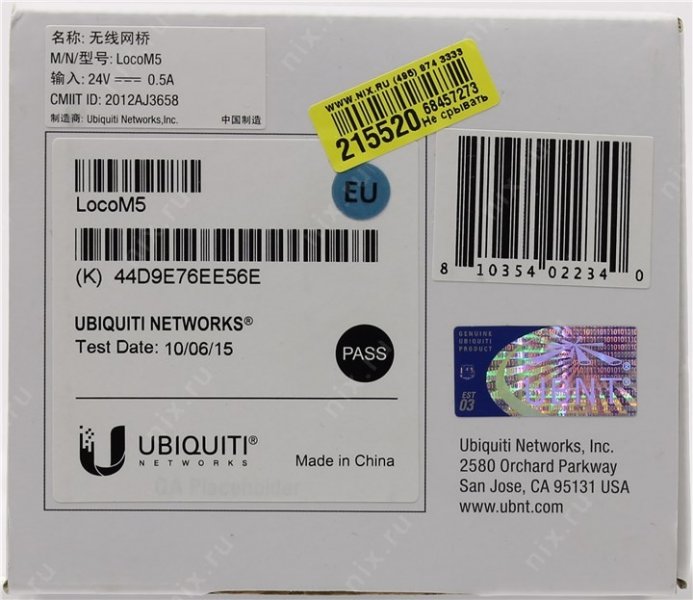 名称: 无线网桥
M/N/型号: LocoM5
输入: 24V ⎓ 0.5A
CMIIT ID: 2012AJ3658
制造商: Ubiquiti Networks,Inc. 中国制造
WWW.NIX.RU (495) 974 3333
215520 68457273
Не срывать
LocoM5
EU
(K) 44D9E76EE56E
UBIQUITI NETWORKS®
Test Date: 10/06/15
PASS
UBIQUITI®
NETWORKS
Made in China
QA Placeholder
8 10354 02234 0
GENUINE
UBIQUITI
PRODUCT
EST
03
UBNT®
Ubiquiti Networks, Inc.
2580 Orchard Parkway
San Jose, CA 95131 USA
www.ubnt.com
nix.ru